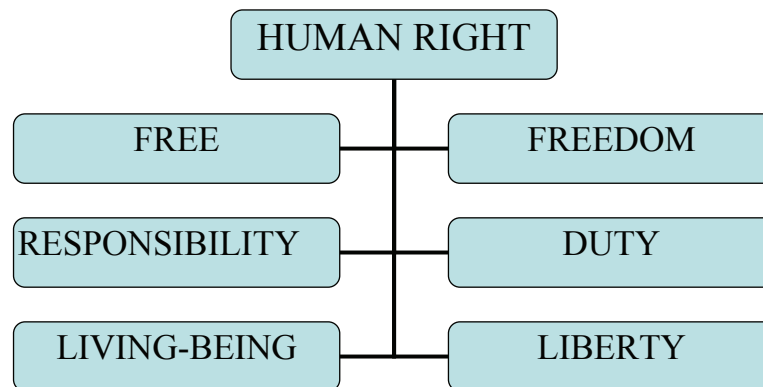 HUMAN RIGHT
FREE
FREEDOM
RESPONSIBILITY
DUTY
LIVING-BEING
LIBERTY